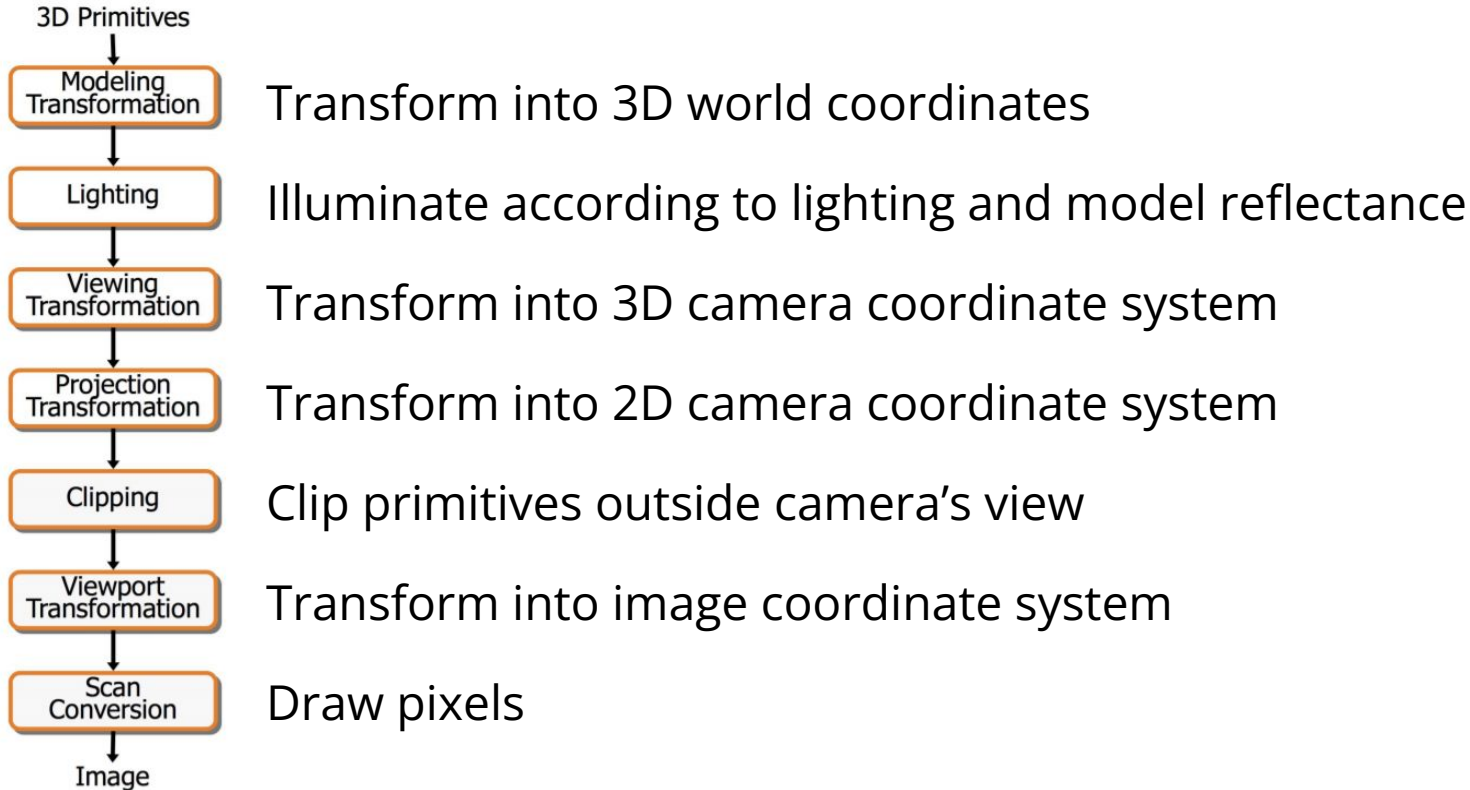 3D Primitives
Modeling
Transformation
Transform into 3D world coordinates
Lighting
Illuminate according to lighting and model reflectance
Viewing
Transformation
Transform into 3D camera coordinate system
Projection
Transformation
Transform into 2D camera coordinate system
Clipping
Clip primitives outside camera’s view
Viewport
Transformation
Transform into image coordinate system
Scan
Conversion
Draw pixels
Image